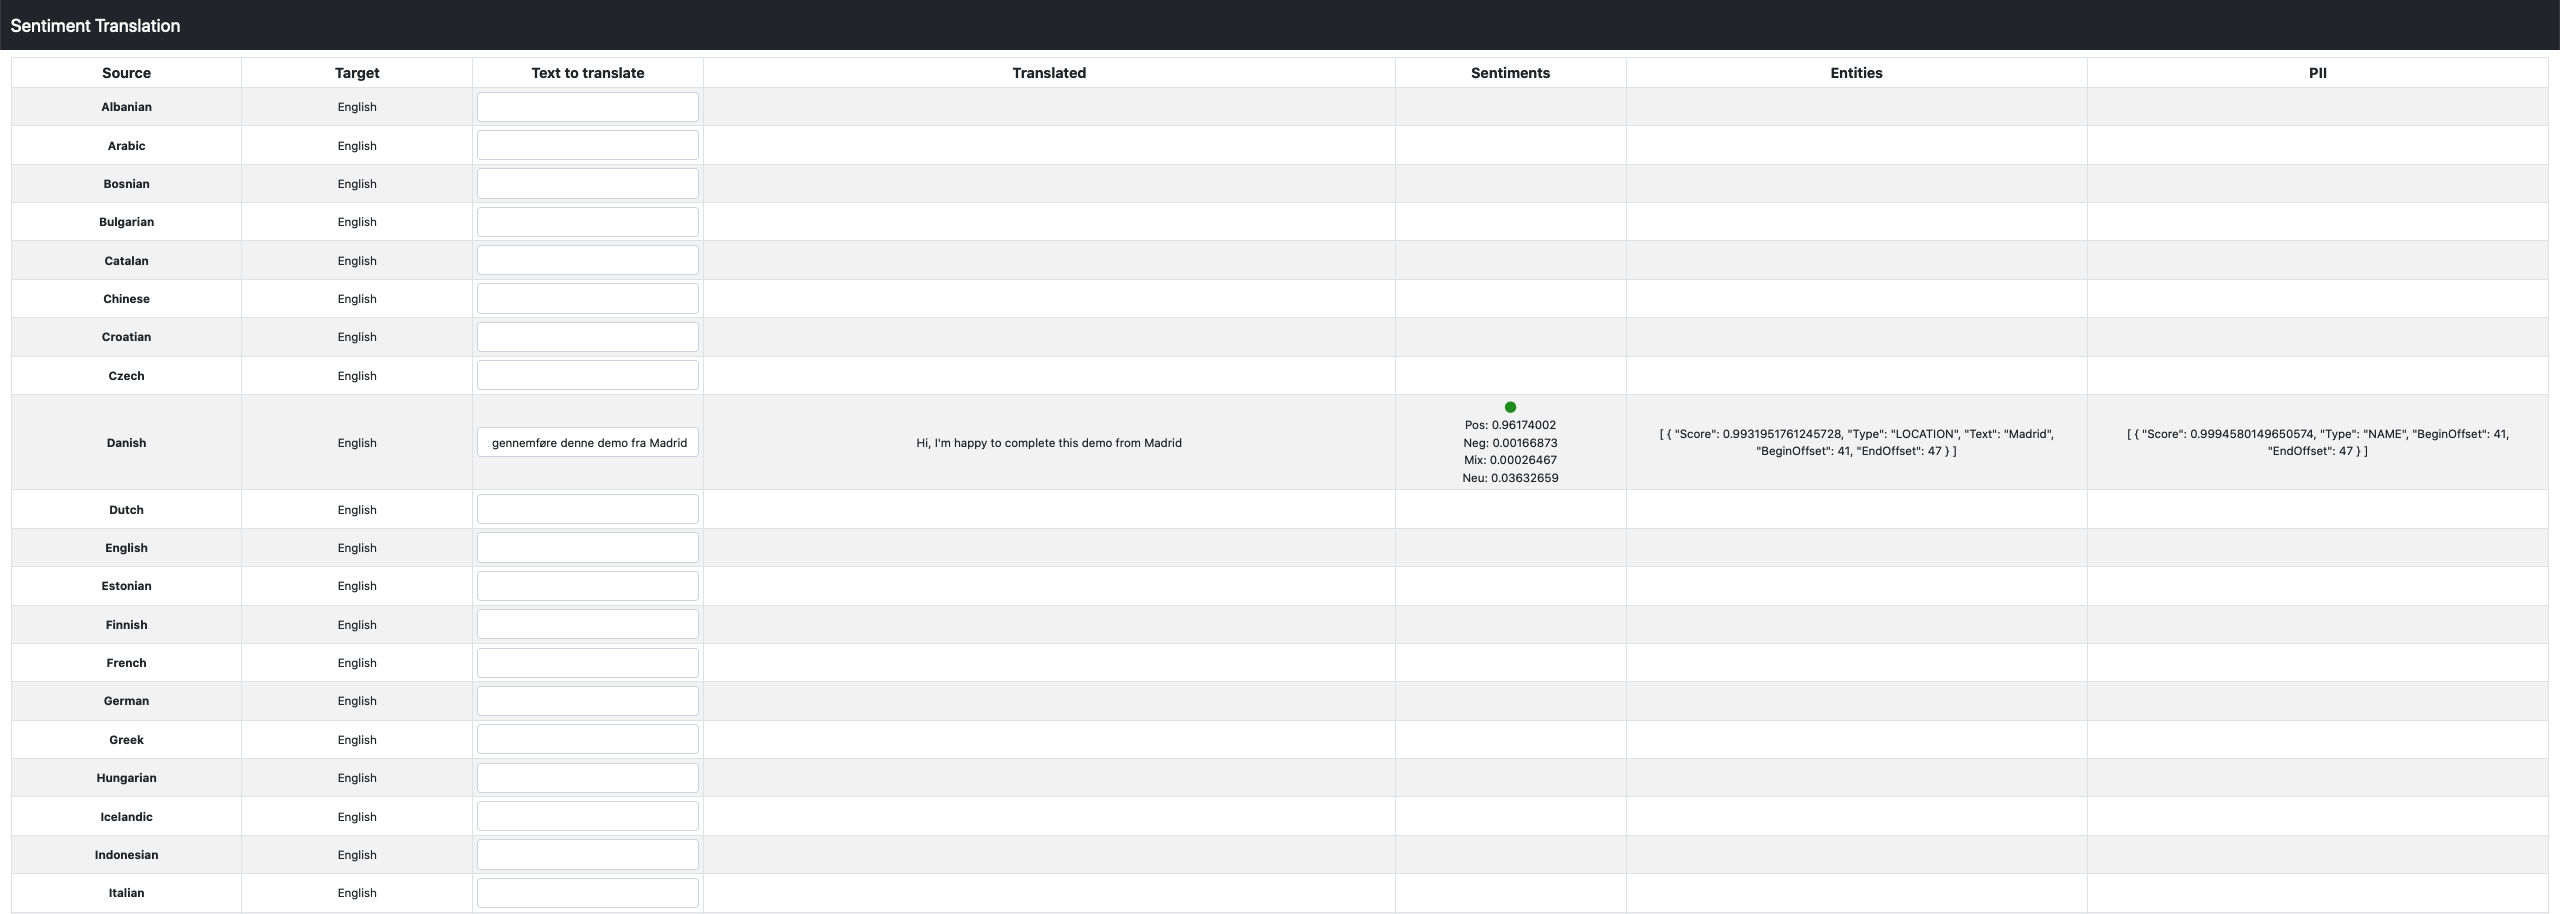 Sentiment Translation
Source Target Text to translate Translated Sentiments Entities PII
Albanian English
Arabic English
Bosnian English
Bulgarian English
Catalan English
Chinese English
Croatian English
Czech English
Danish English gennemføre denne demo fra Madrid Hi, I'm happy to complete this demo from Madrid
Pos: 0.96174002
Neg: 0.00166873
Mix: 0.00026467
Neu: 0.03632659
[ { "Score": 0.9931951761245728, "Type": "LOCATION", "Text": "Madrid",
"BeginOffset": 41, "EndOffset": 47 } ]
[ { "Score": 0.9994580149650574, "Type": "NAME", "BeginOffset": 41,
"EndOffset": 47 } ]
Dutch English
English English
Estonian English
Finnish English
French English
German English
Greek English
Hungarian English
Icelandic English
Indonesian English
Italian English